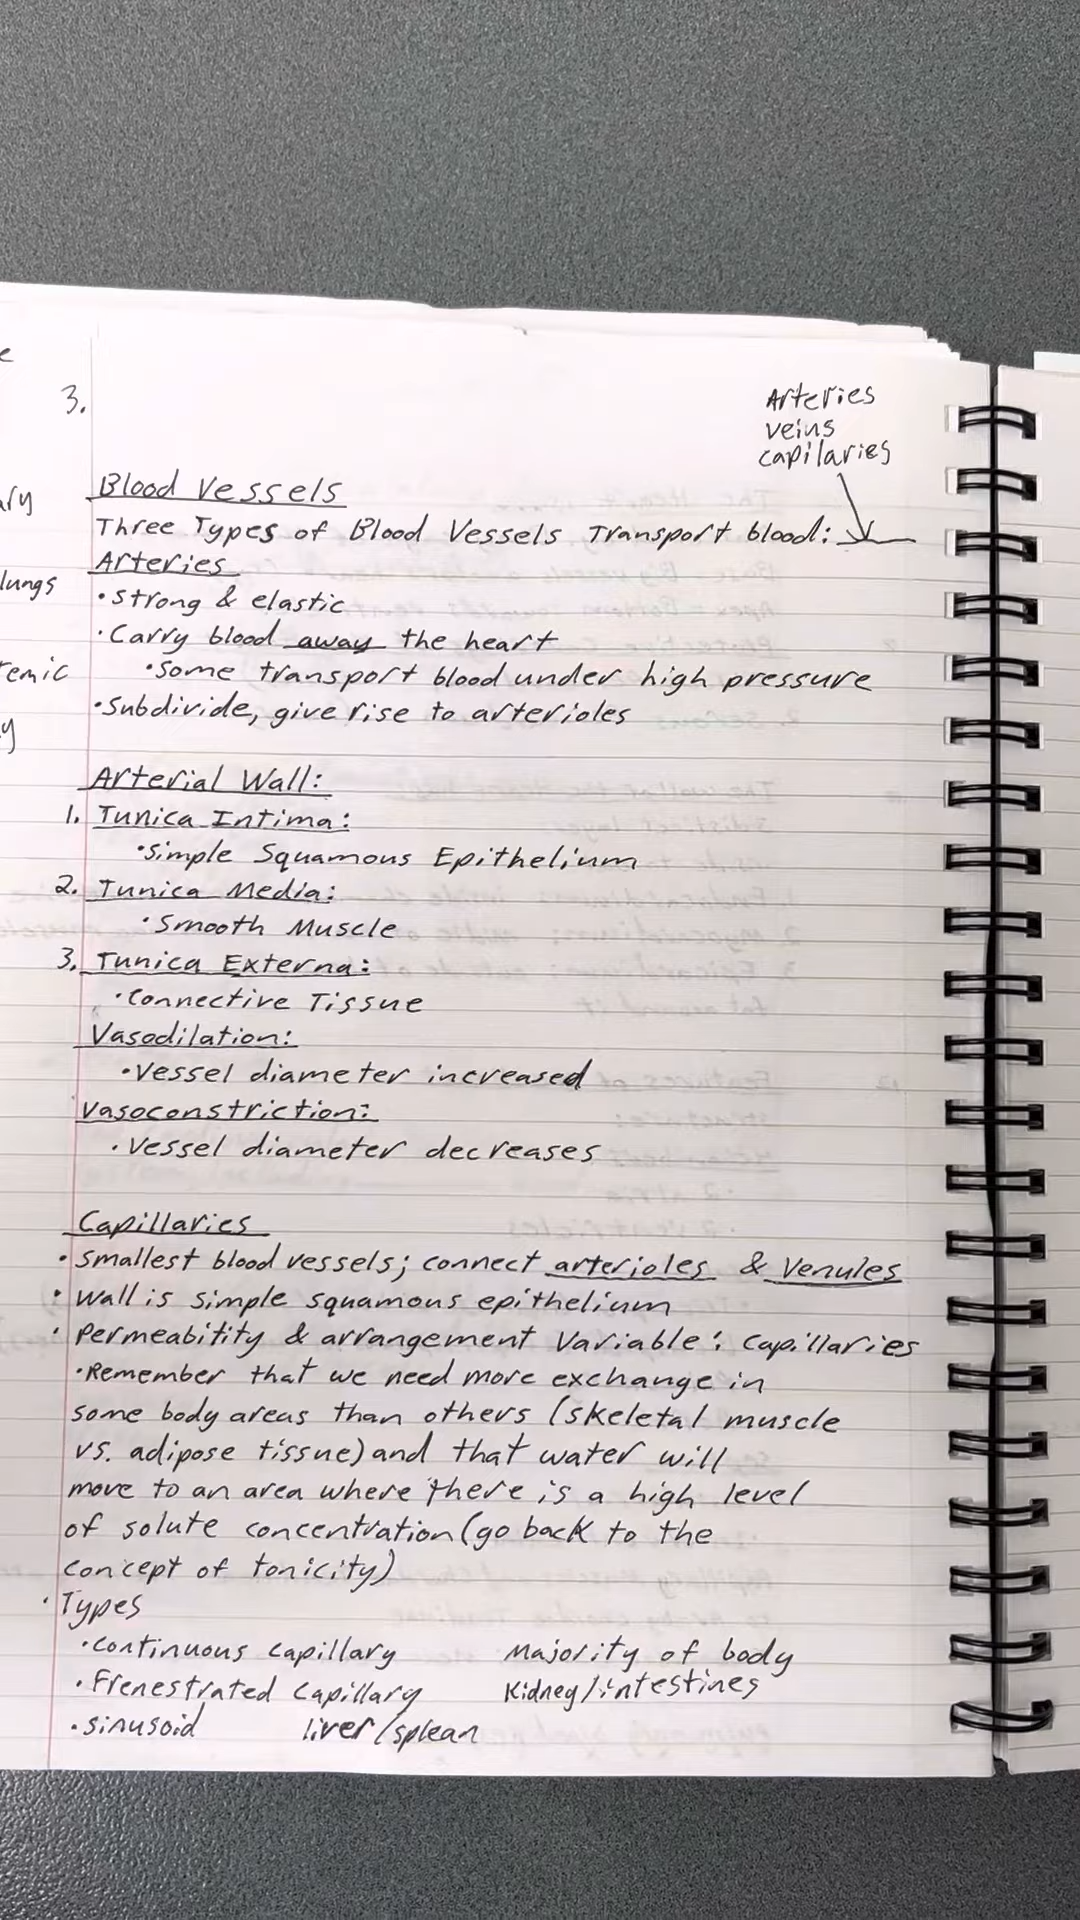 e
3.
Arteries
veins
capilaries
ary
Blood Vessels
Three Types of Blood Vessels Transport blood:
Arteries
lungs
•Strong & elastic
•Carry blood away the heart
temic
•Some transport blood under high pressure
•Subdivide, give rise to arterioles
y
Arterial Wall:
1. Tunica Intima:
•Simple Squamous Epithelium
2. Tunica Media:
•Smooth Muscle
3. Tunica Externa:
•Connective Tissue
Vasodilation:
•Vessel diameter increased
Vasoconstriction:
•Vessel diameter decreases
Capillaries
•Smallest blood vessels; connect arterioles & Venules
•Wall is simple squamous epithelium
•Permeabitity & arrangement Variable: Capillaries
•Remember that we need more exchange in
some body areas than others (skeletal muscle
vs. adipose tissue) and that water will
move to an area where there is a high level
of solute concentration (go back to the
concept of tonicity)
•Types
•Continuous Capillary Majority of body
•Frenestrated Capillary Kidney/intestines
•Sinusoid liver/splean